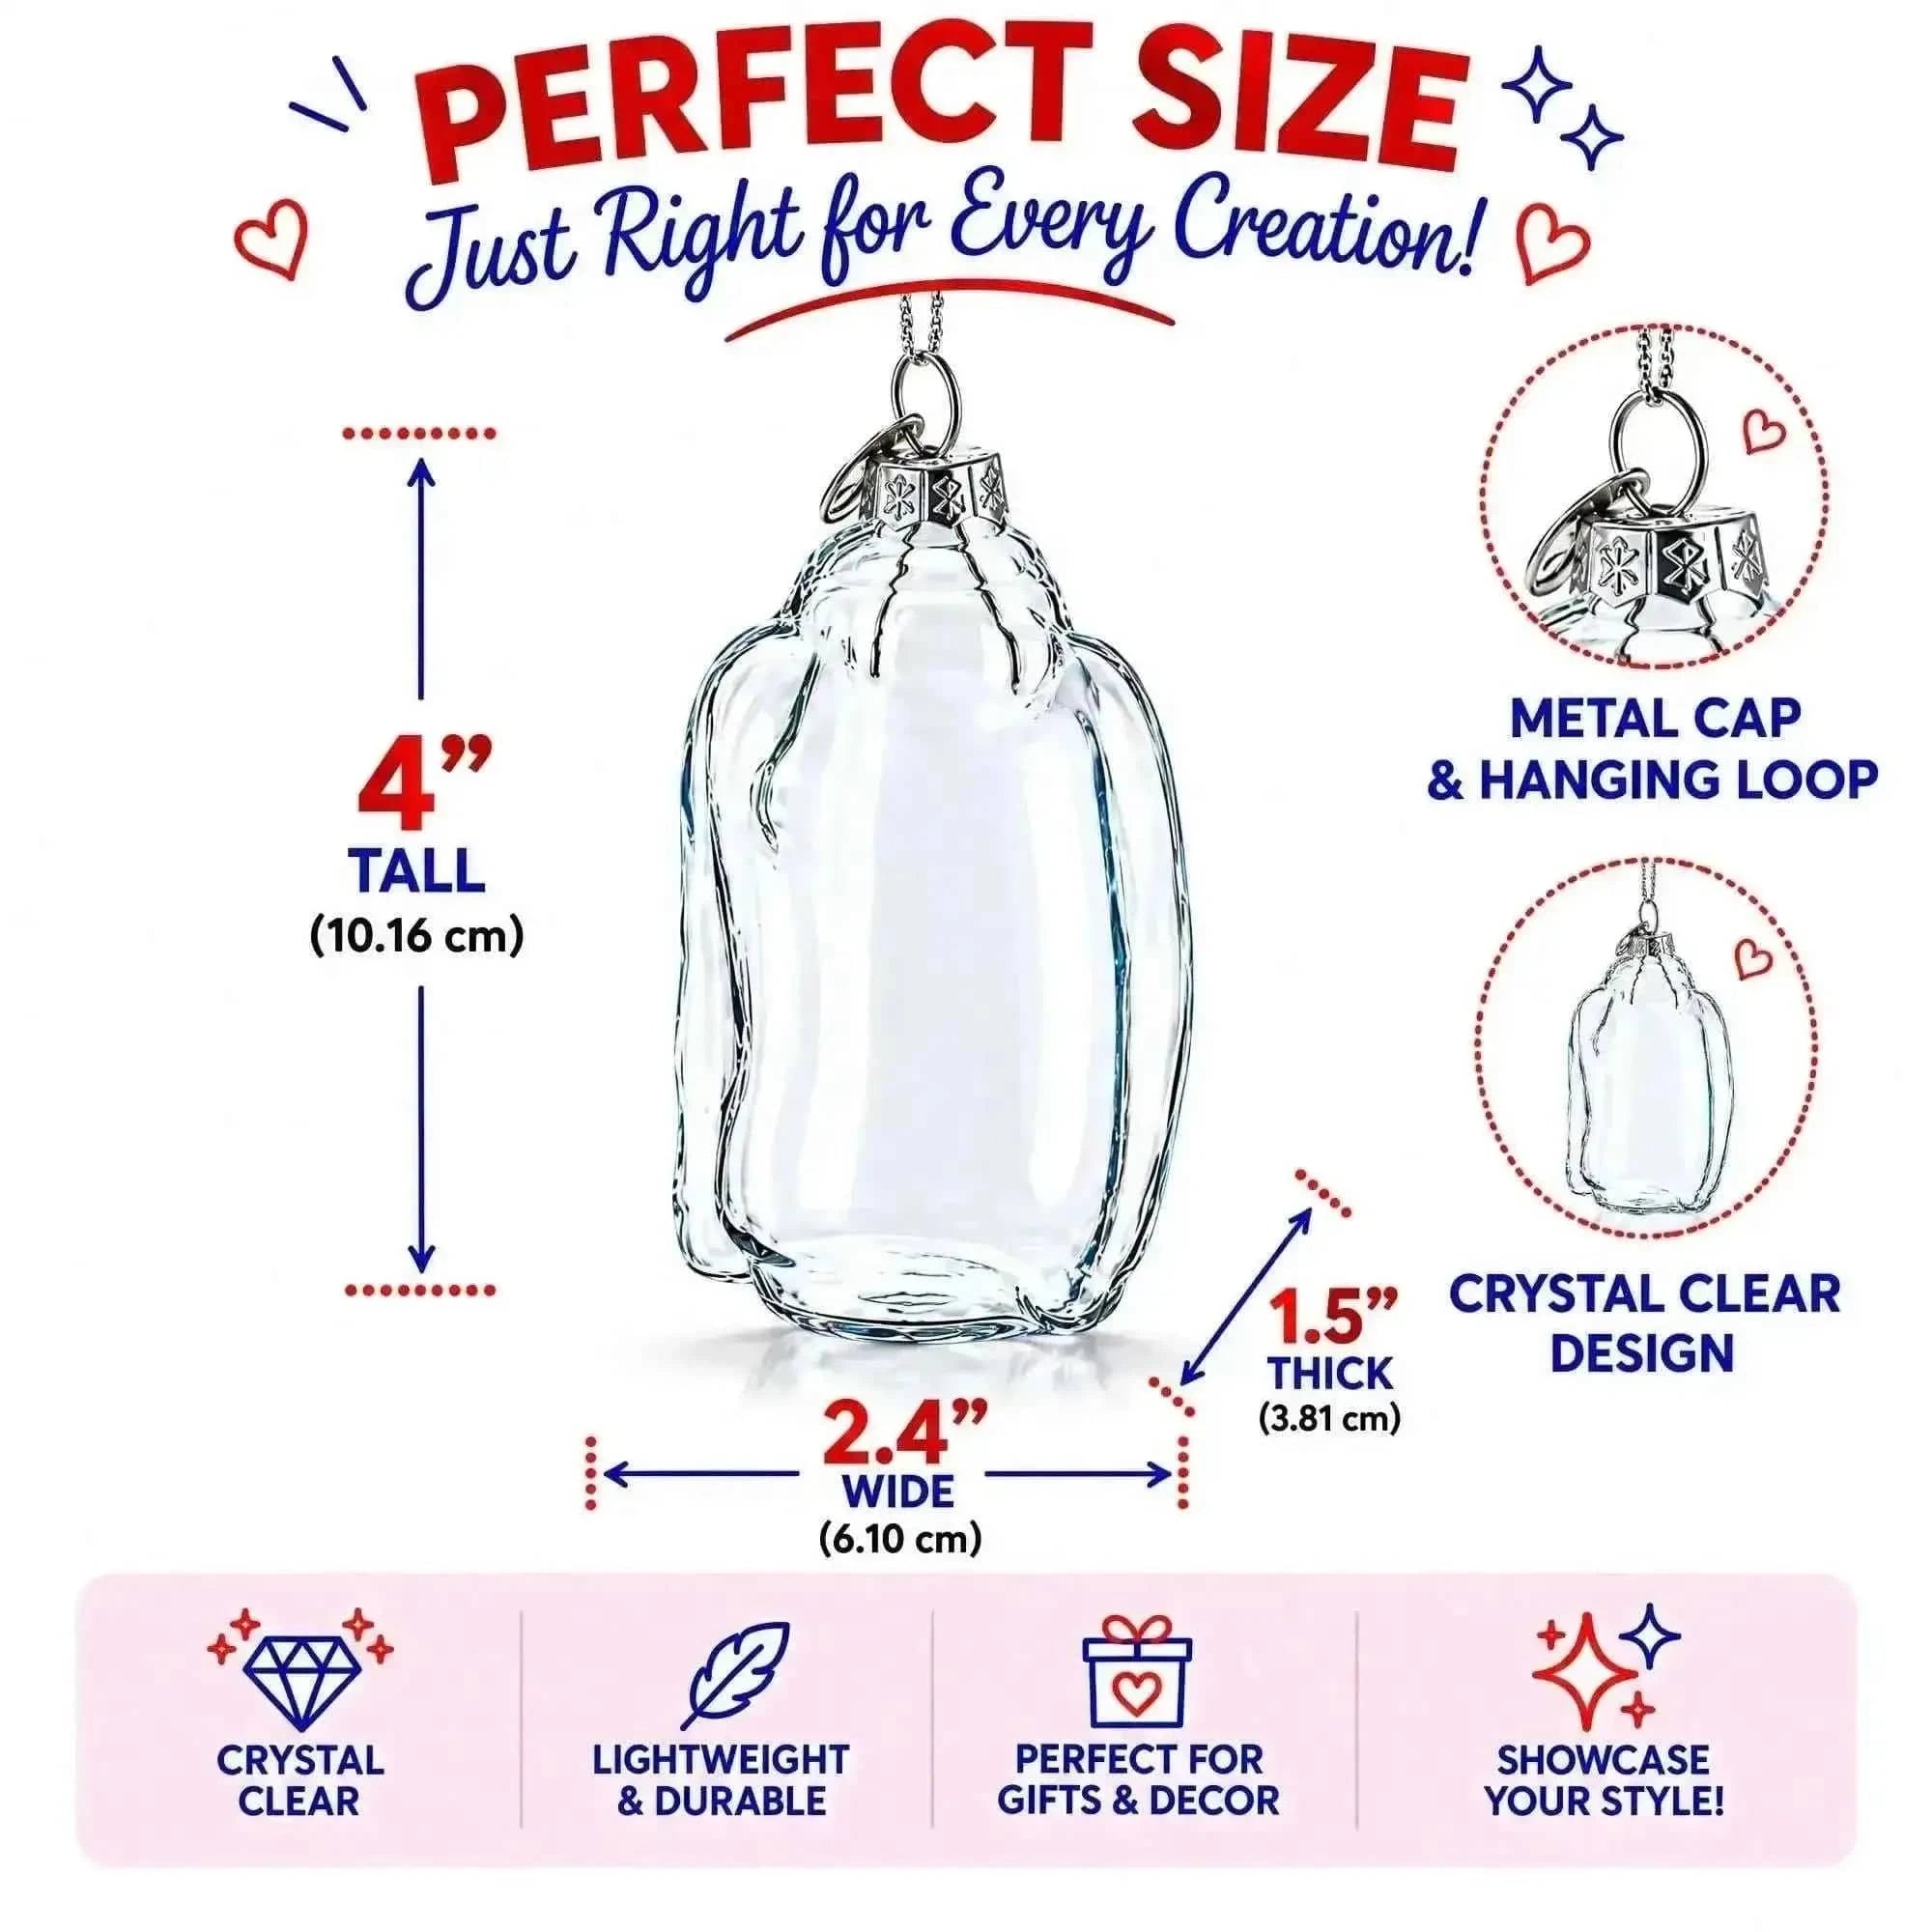 PERFECT SIZE
Just Right for Every Creation!
4”
TALL
(10.16 cm)
METAL CAP
& HANGING LOOP
CRYSTAL CLEAR
DESIGN
1.5”
THICK
(3.81 cm)
2.4”
WIDE
(6.10 cm)
CRYSTAL
CLEAR
LIGHTWEIGHT
& DURABLE
PERFECT FOR
GIFTS & DECOR
SHOWCASE
YOUR STYLE!